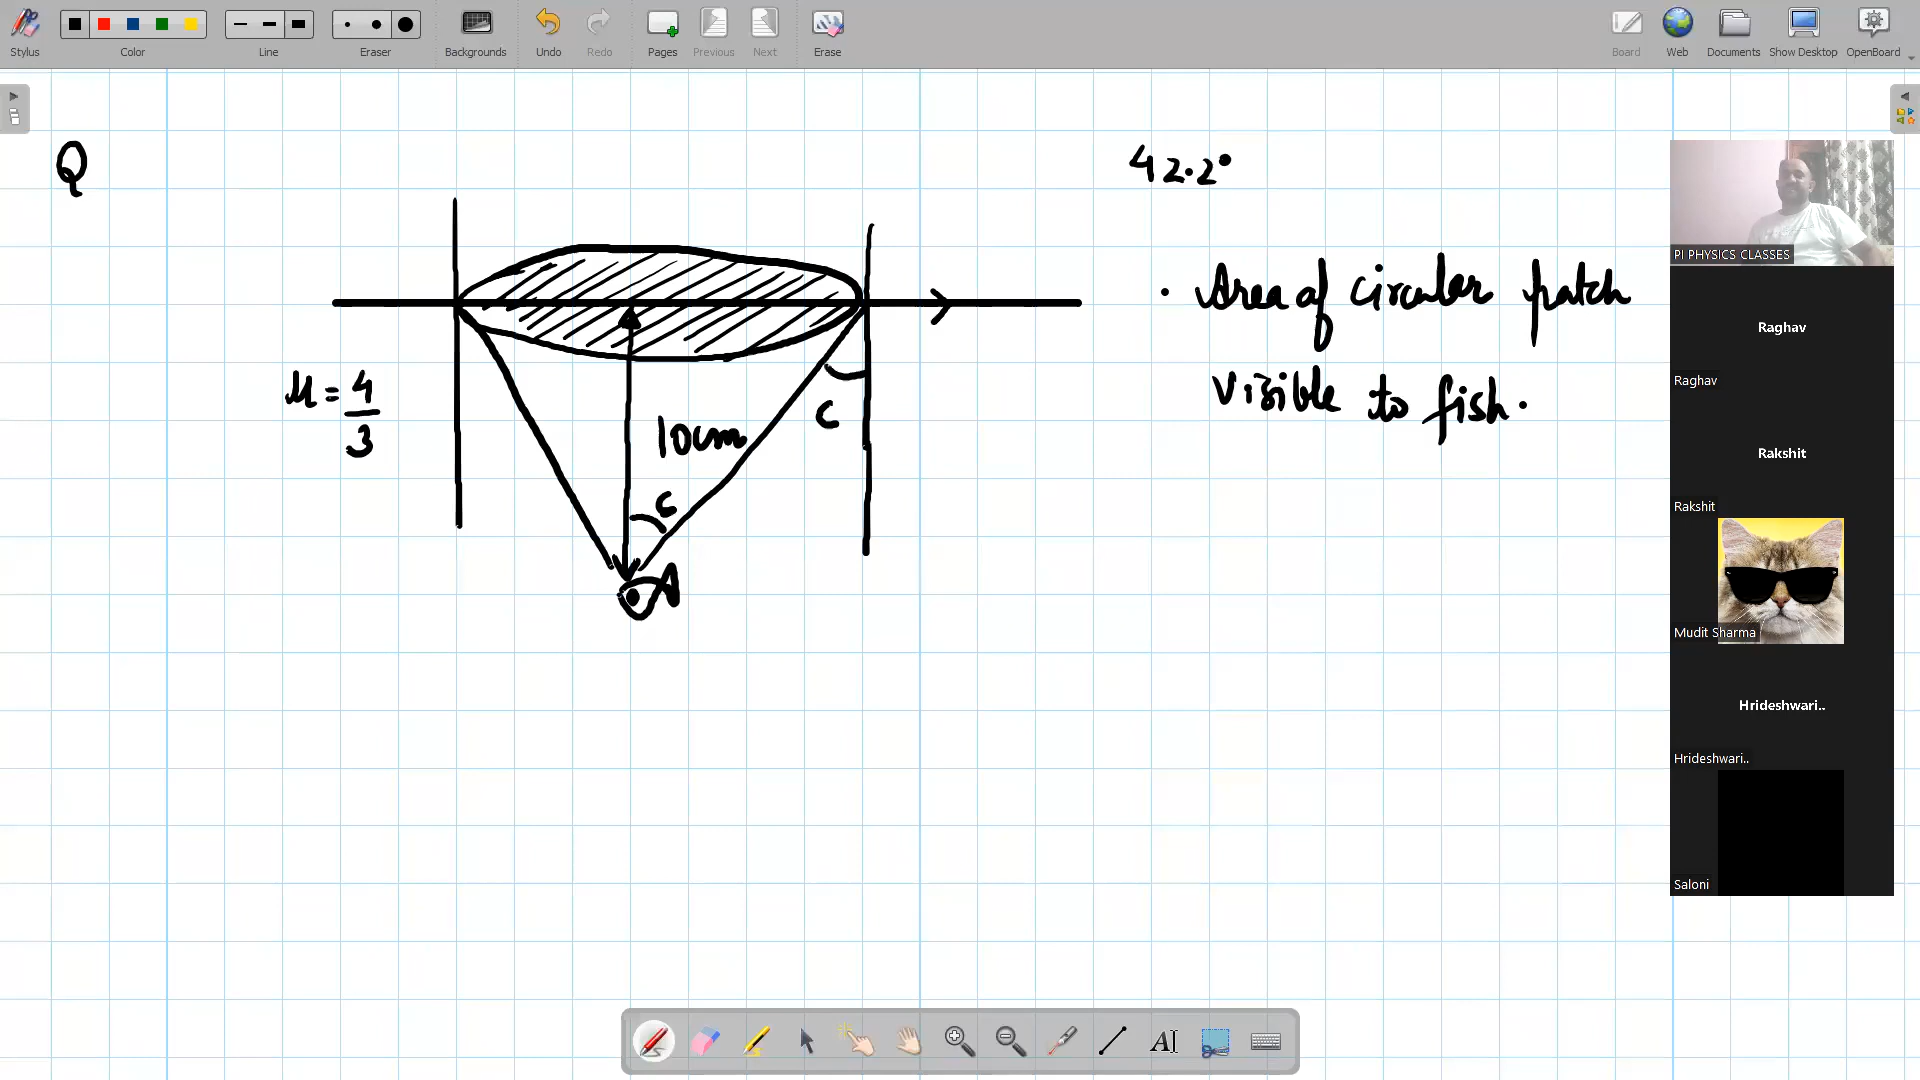 Stylus
Color
Line
Eraser
Backgrounds
Undo
Redo
Pages
Previous
Next
Erase
Board
Web
Documents
Show Desktop
OpenBoard
Q
42.2°
· Area of circular patch
visible to fish.
μ = 4/3
10cm
C
C
PI PHYSICS CLASSES
Raghav
Raghav
Rakshit
Rakshit
Mudit Sharma
Hrideshwari..
Hrideshwari..
Saloni